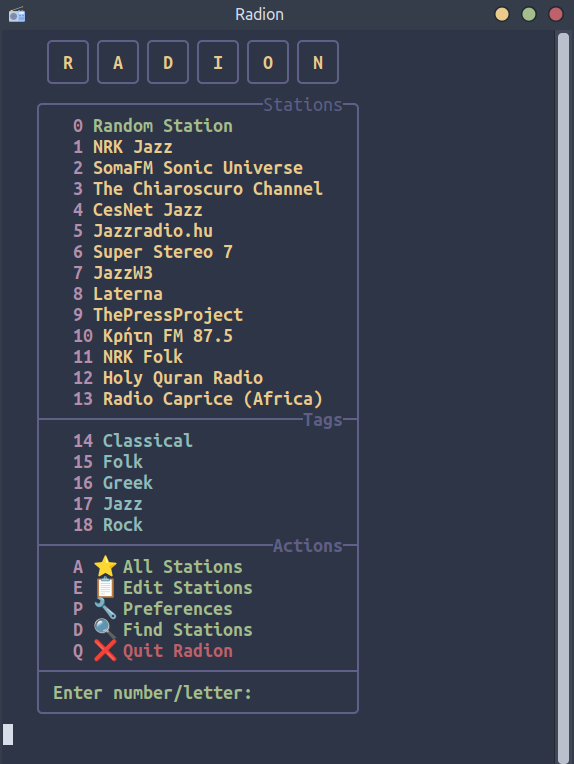 Radion
R A D I O N
Stations
0 Random Station
1 NRK Jazz
2 SomaFM Sonic Universe
3 The Chiaroscuro Channel
4 CesNet Jazz
5 Jazzradio.hu
6 Super Stereo 7
7 JazzW3
8 Laterna
9 ThePressProject
10 Κρήτη FM 87.5
11 NRK Folk
12 Holy Quran Radio
13 Radio Caprice (Africa)
Tags
14 Classical
15 Folk
16 Greek
17 Jazz
18 Rock
Actions
A ⭐ All Stations
E 📋 Edit Stations
P 🔧 Preferences
D 🔍 Find Stations
Q ❌ Quit Radion
Enter number/letter: